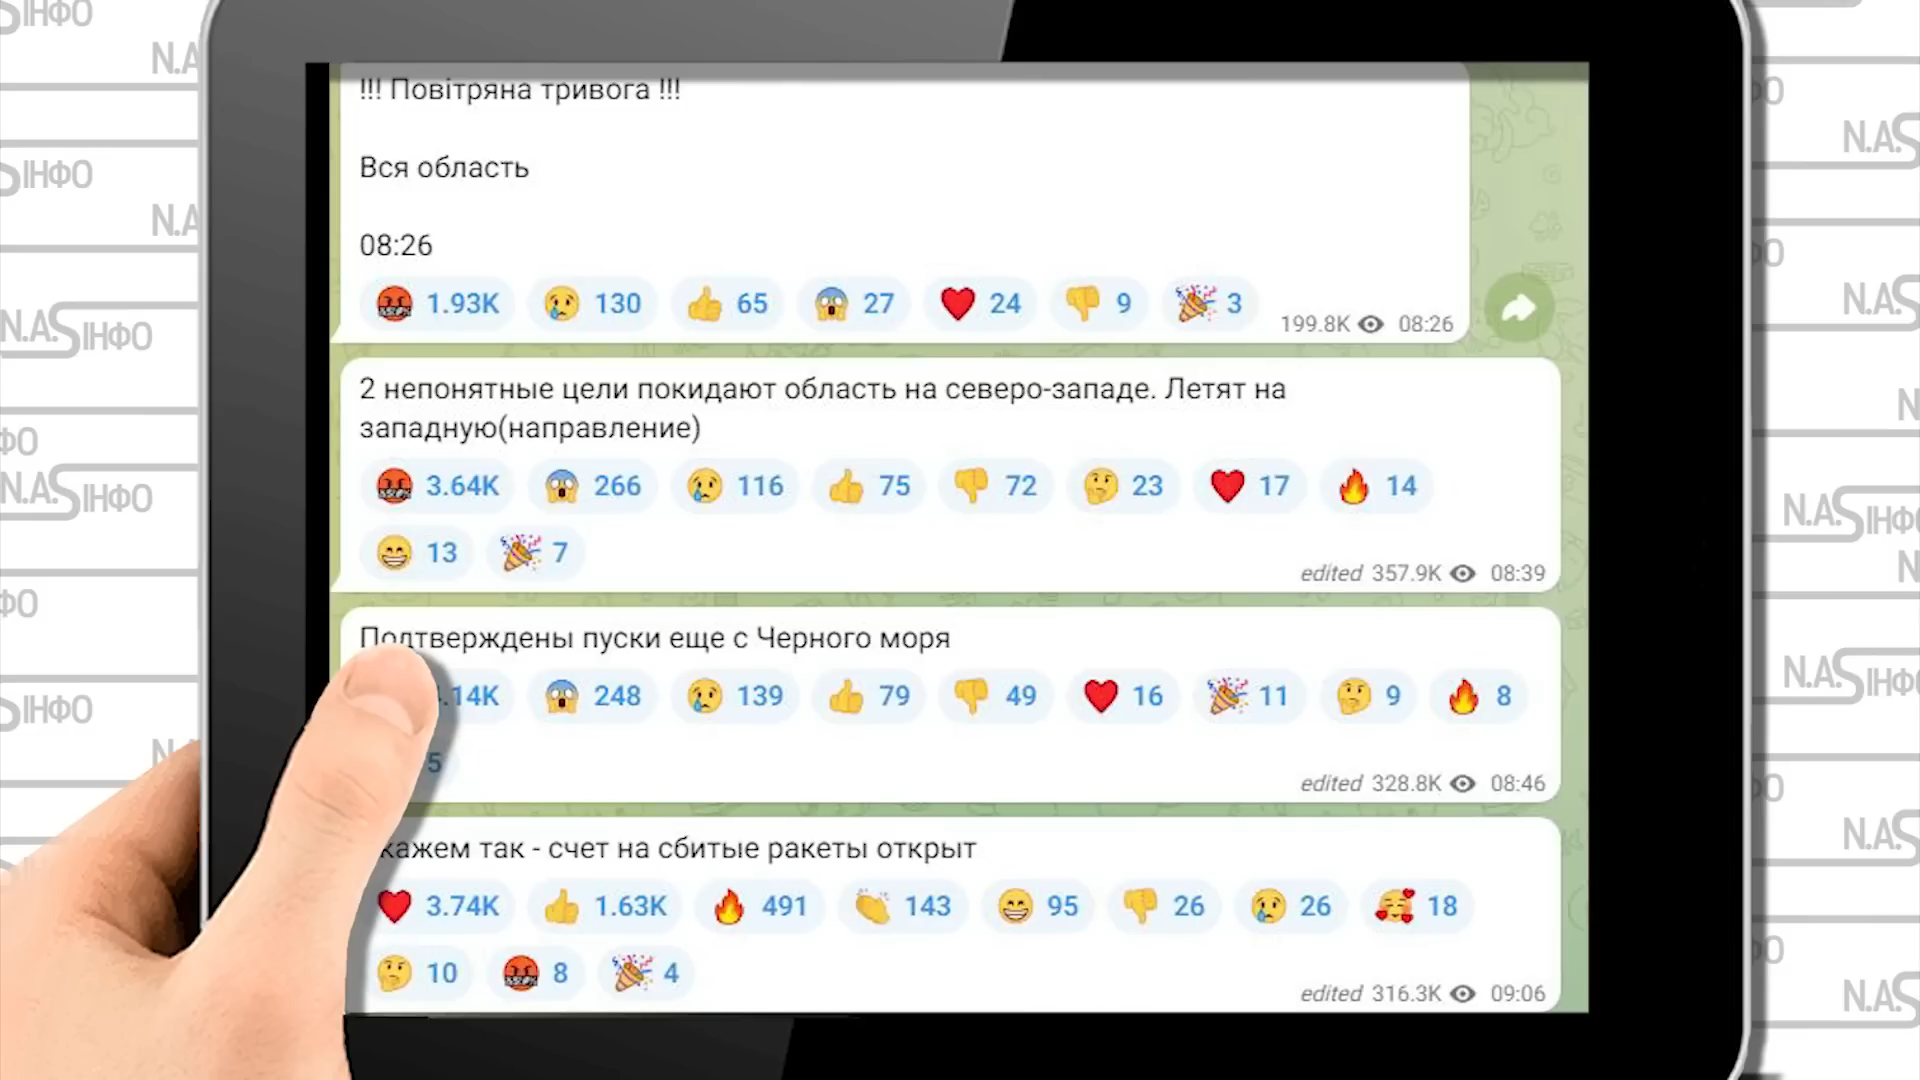 !!! Повітряна тривога !!!
Вся область
08:26
1.93K 130 65 27 24 9 3
199.8K 08:26
2 непонятные цели покидают область на северо-западе. Летят на
западную(направление)
3.64K 266 116 75 72 23 17 14
13 7
edited 357.9K 08:39
Подтверждены пуски еще с Черного моря
248 139 79 49 16 11 9 8
5
edited 328.8K 08:46
так - счет на сбитые ракеты открыт
3.74K 1.63K 491 143 95 26 26 18
10 8 4
edited 316.3K 09:06
N.A.SІНФО
N.A.SІНФО